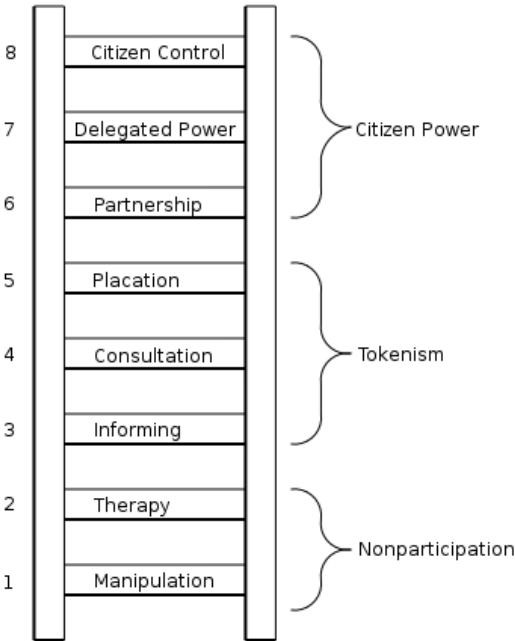 8 Citizen Control
7 Delegated Power
Citizen Power
6 Partnership
5 Placation
4 Consultation
Tokenism
3 Informing
2 Therapy
Nonparticipation
1 Manipulation